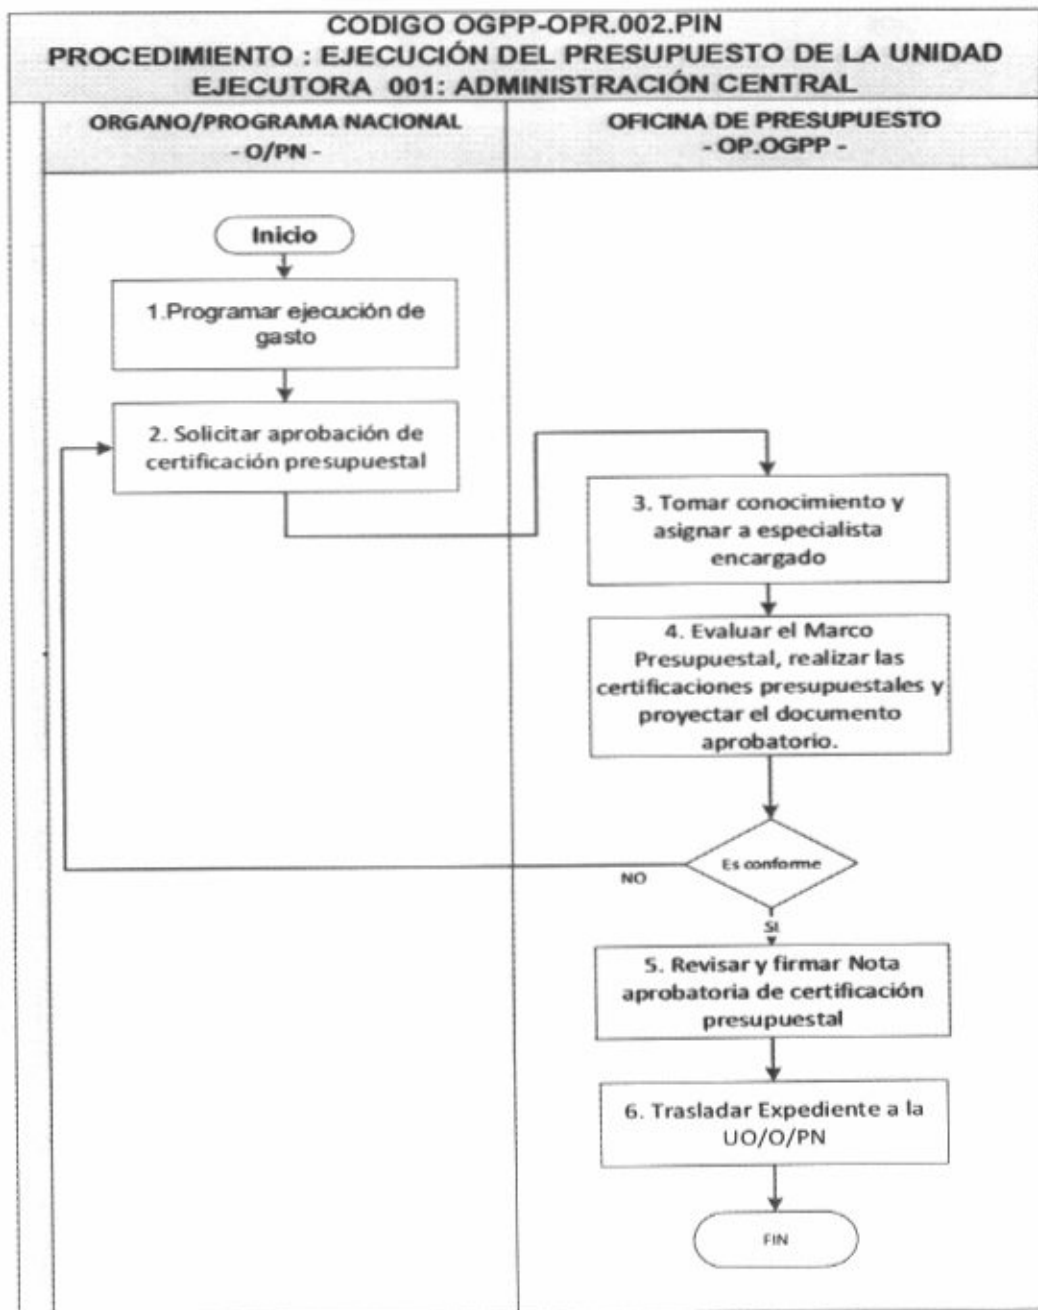 CODIGO OGPP-OPR.002.PIN
PROCEDIMIENTO : EJECUCIÓN DEL PRESUPUESTO DE LA UNIDAD
EJECUTORA 001: ADMINISTRACIÓN CENTRAL
ORGANO/PROGRAMA NACIONAL
- O/PN -
OFICINA DE PRESUPUESTO
- OP.OGPP -
Inicio
1.Programar ejecución de
gasto
2. Solicitar aprobación de
certificación presupuestal
3. Tomar conocimiento y
asignar a especialista
encargado
4. Evaluar el Marco
Presupuestal, realizar las
certificaciones presupuestales y
proyectar el documento
aprobatorio.
Es conforme
NO
SI
5. Revisar y firmar Nota
aprobatoria de certificación
presupuestal
6. Trasladar Expediente a la
UO/O/PN
FIN